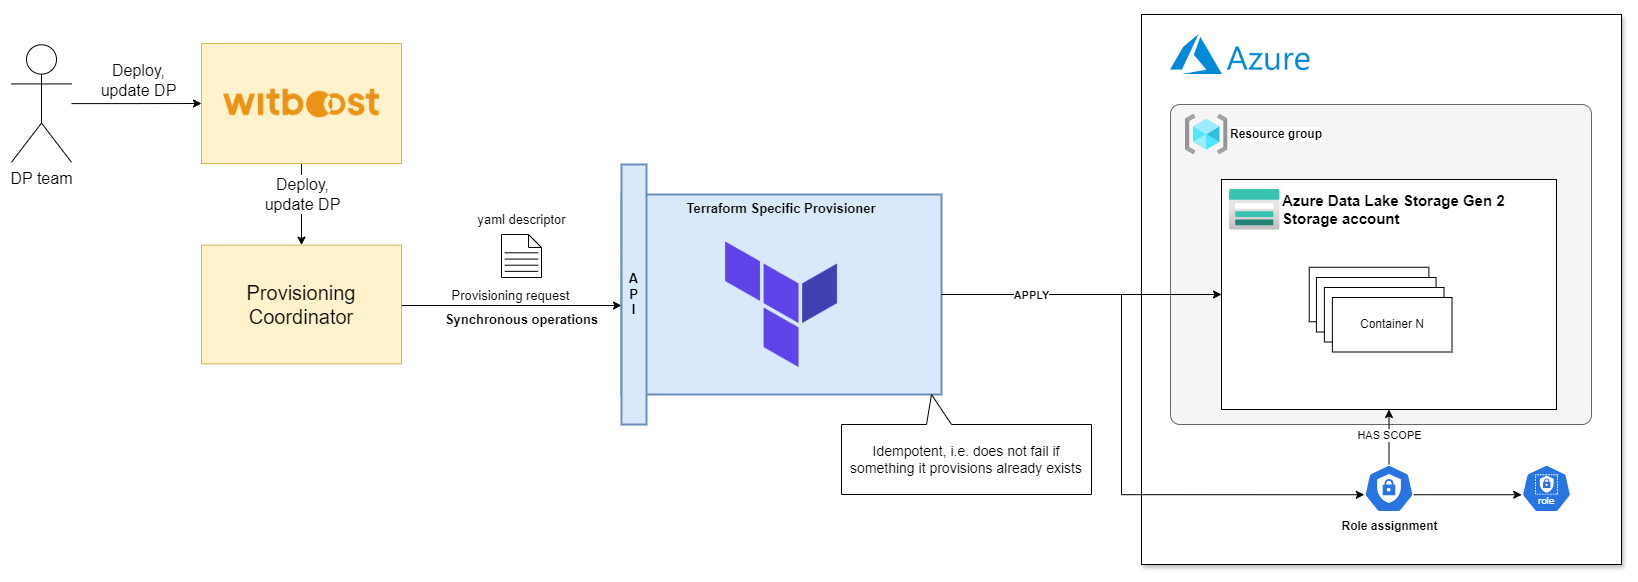 Deploy,
update DP
DP team
witboost
Deploy,
update DP
Provisioning
Coordinator
yaml descriptor
Provisioning request
Synchronous operations
A
P
I
Terraform Specific Provisioner
Idempotent, i.e. does not fail if
something it provisions already exists
APPLY
Azure
Resource group
Azure Data Lake Storage Gen 2
Storage account
Container N
HAS SCOPE
Role assignment
role